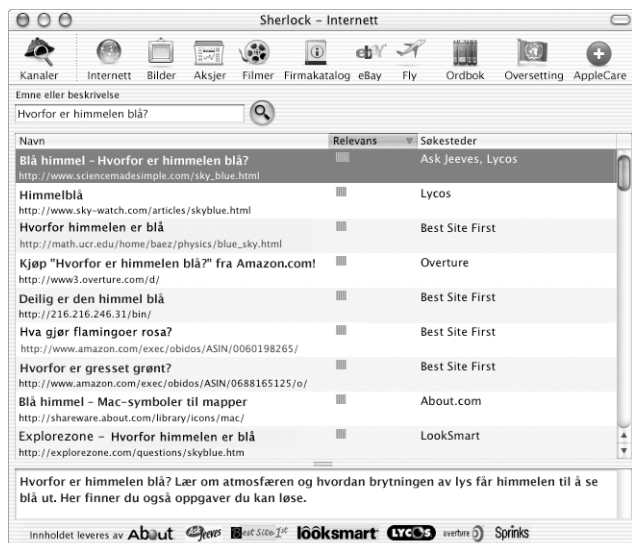 Sherlock – Internett
Kanaler Internett Bilder Aksjer Filmer Firmakatalog eBay Fly Ordbok Oversetting AppleCare
Emne eller beskrivelse
Hvorfor er himmelen blå?
Navn Relevans Søkesteder
Blå himmel – Hvorfor er himmelen blå? Ask Jeeves, Lycos
http://www.sciencemadesimple.com/sky_blue.html
Himmelblå Lycos
http://www.sky-watch.com/articles/skyblue.html
Hvorfor himmelen er blå Best Site First
http://math.ucr.edu/home/baez/physics/blue_sky.html
Kjøp "Hvorfor er himmelen blå?" fra Amazon.com! Overture
http://www3.overture.com/d/
Deilig er den himmel blå Best Site First
http://216.216.246.31/bin/
Hva gjør flamingoer rosa? Best Site First
http://www.amazon.com/exec/obidos/ASIN/0060198265/
Hvorfor er gresset grønt? Best Site First
http://www.amazon.com/exec/obidos/ASIN/0688165125/o/
Blå himmel – Mac-symboler til mapper About.com
http://shareware.about.com/library/icons/mac/
Explorezone – Hvorfor himmelen er blå LookSmart
http://explorezone.com/questions/skyblue.htm
Hvorfor er himmelen blå? Lær om atmosfæren og hvordan brytningen av lys får himmelen til å se
blå ut. Her finner du også oppgaver du kan løse.
Innholdet leveres av About Ask Jeeves Best Site 1st looksmart LYCOS overture Sprinks